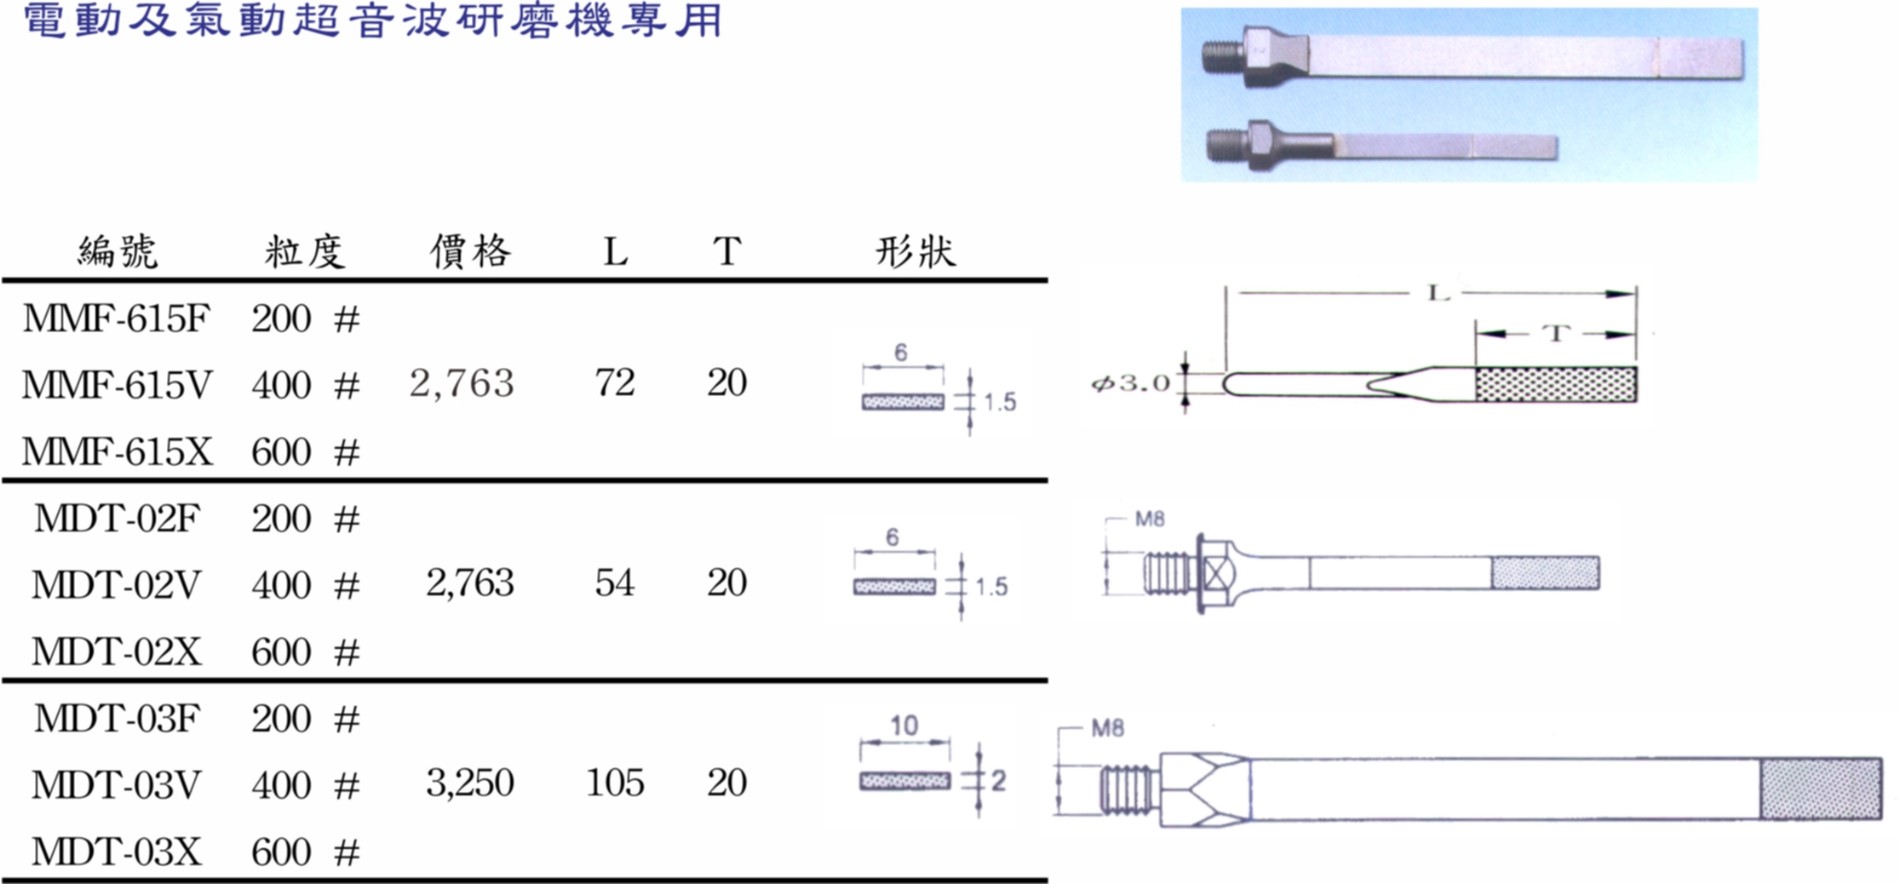 電動及氣動超音波研磨機專用
編號 粒度 價格 L T 形狀
MMF-615F 200 #
MMF-615V 400 # 2,763 72 20
MMF-615X 600 #
6
1.5
L
T
φ3.0
MDT-02F 200 #
MDT-02V 400 # 2,763 54 20
MDT-02X 600 #
6
1.5
M8
MDT-03F 200 #
MDT-03V 400 # 3,250 105 20
MDT-03X 600 #
10
2
M8